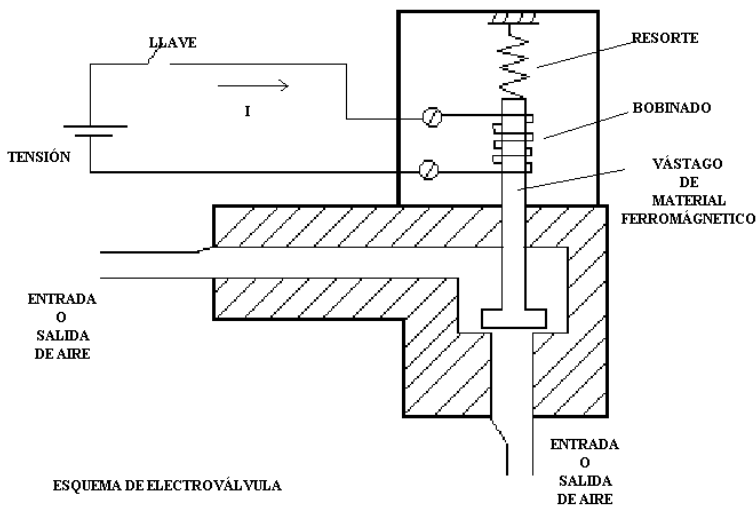 LLAVE
I
TENSIÓN
RESORTE
BOBINADO
VÁSTAGO
DE
MATERIAL
FERROMÁGNETICO
ENTRADA
O
SALIDA
DE AIRE
ENTRADA
O
SALIDA
DE AIRE
ESQUEMA DE ELECTROVÁLVULA